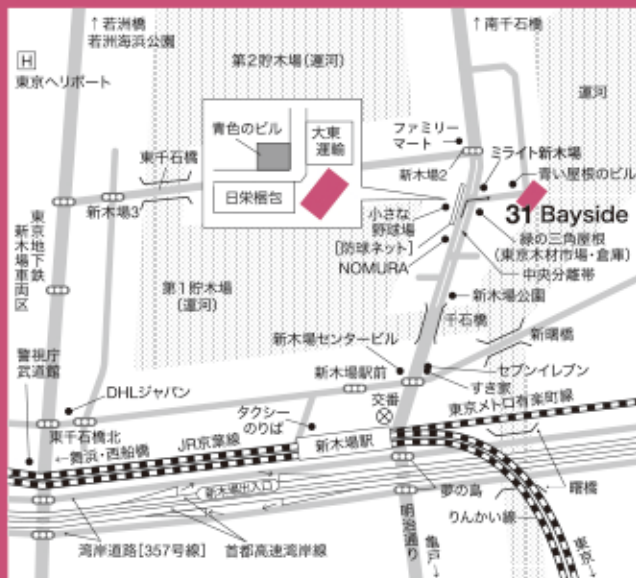 ↑若洲橋
若洲海浜公園
↑南千石橋
H
東京ヘリポート
第2貯木場(運河)
運河
青色のビル
大東
運輸
日栄梱包
ファミリー
マート
ミライト新木場
東千石橋
新木場2
青い屋根のビル
新木場3
小さな
野球場
[防球ネット]
NOMURA
31 Bayside
緑の三角屋根
(東京木材市場・倉庫)
中央分離帯
東京地下鉄
新木場車両区
第1貯木場
(運河)
新木場公園
千石橋
新木場センタービル
新曙橋
警視庁
武道館
新木場駅前
セブンイレブン
すき家
DHLジャパン
交番
東京メトロ有楽町線
タクシー
のりば
東千石橋北
JR京葉線
新木場駅
←舞浜・西船橋
新木場出入口
夢の島
曙橋
りんかい線
湾岸道路[357号線]
首都高速湾岸線
明治通り
亀戸→
東京→